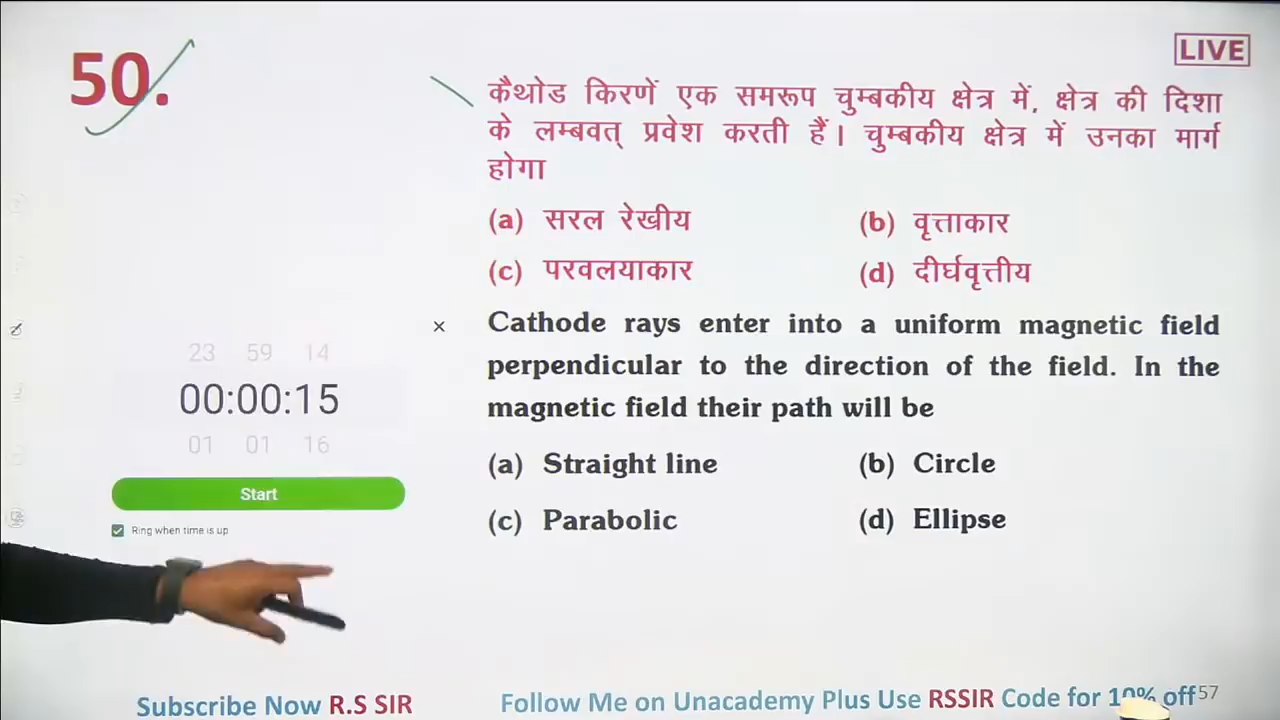 50.
LIVE
कैथोड किरणें एक समरूप चुम्बकीय क्षेत्र में, क्षेत्र की दिशा
के लम्बवत् प्रवेश करती हैं। चुम्बकीय क्षेत्र में उनका मार्ग
होगा
(a) सरल रेखीय (b) वृत्ताकार
(c) परवलयाकार (d) दीर्घवृत्तीय
Cathode rays enter into a uniform magnetic field
perpendicular to the direction of the field. In the
magnetic field their path will be
(a) Straight line (b) Circle
(c) Parabolic (d) Ellipse
×
23 59 14
00:00:15
01 01 16
Start
Ring when time is up
Subscribe Now R.S SIR
Follow Me on Unacademy Plus Use RSSIR Code for 10% off
57